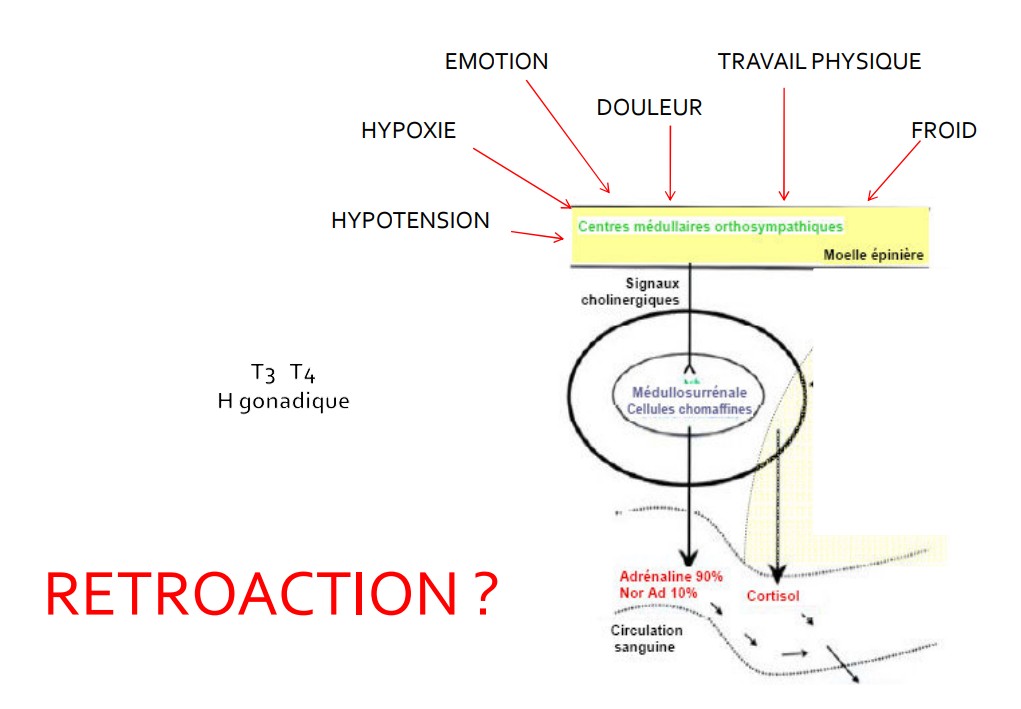 EMOTION
TRAVAIL PHYSIQUE
DOULEUR
HYPOXIE
FROID
HYPOTENSION
Centres médullaires orthosympathiques
Moelle épinière
Signaux
cholinergiques
T3 T4
H gonadique
Médullosurrénale
Cellules chomaffines
RETROACTION ?
Adrénaline 90%
Nor Ad 10%
Cortisol
Circulation
sanguine